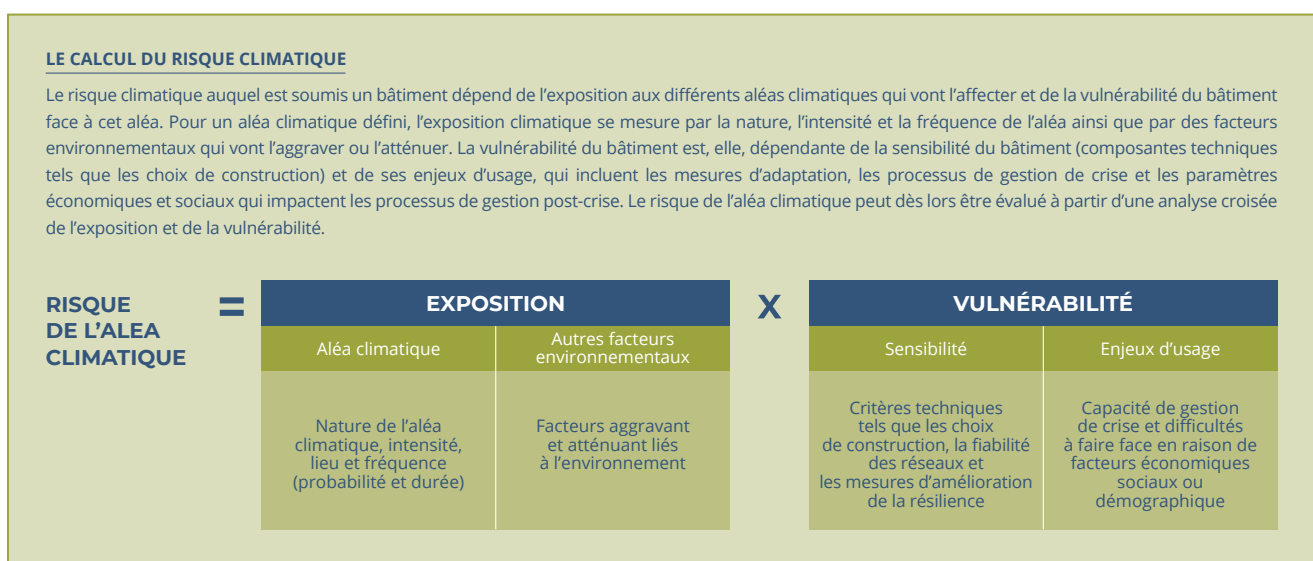 LE CALCUL DU RISQUE CLIMATIQUE
Le risque climatique auquel est soumis un bâtiment dépend de l'exposition aux différents aléas climatiques qui vont l'affecter et de la vulnérabilité du bâtiment
face à cet aléa. Pour un aléa climatique défini, l'exposition climatique se mesure par la nature, l'intensité et la fréquence de l'aléa ainsi que par des facteurs
environnementaux qui vont l'aggraver ou l'atténuer. La vulnérabilité du bâtiment est, elle, dépendante de la sensibilité du bâtiment (composantes techniques
tels que les choix de construction) et de ses enjeux d'usage, qui incluent les mesures d'adaptation, les processus de gestion de crise et les paramètres
économiques et sociaux qui impactent les processus de gestion post-crise. Le risque de l'aléa climatique peut dès lors être évalué à partir d'une analyse croisée
de l'exposition et de la vulnérabilité.
RISQUE
DE L'ALEA
CLIMATIQUE
=
EXPOSITION
Aléa climatique
Autres facteurs
environnementaux
Nature de l'aléa
climatique, intensité,
lieu et fréquence
(probabilité et durée)
Facteurs aggravant
et atténuant liés
à l'environnement
X
VULNÉRABILITÉ
Sensibilité
Enjeux d'usage
Critères techniques
tels que les choix
de construction, la fiabilité
des réseaux et
les mesures d'amélioration
de la résilience
Capacité de gestion
de crise et difficultés
à faire face en raison de
facteurs économiques
sociaux ou
démographique